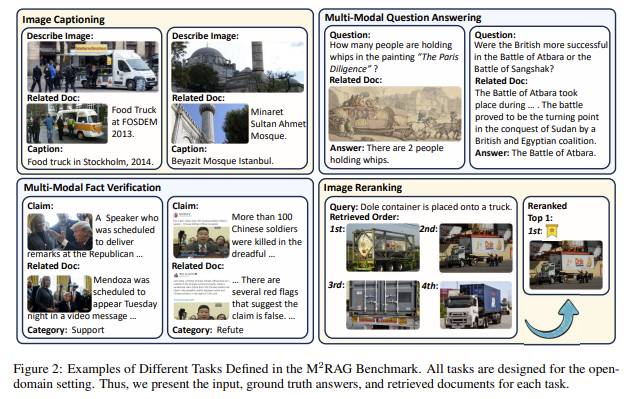 Image Captioning
Describe Image:
Related Doc:
Food Truck
at FOSDEM
2013.
Caption:
Food truck in Stockholm, 2014.
Describe Image:
Related Doc:
Minaret
Sultan Ahmet
Mosque.
Caption:
Beyazit Mosque Istanbul.
Multi-Modal Question Answering
Question:
How many people are holding
whips in the painting “The Paris
Diligence” ?
Related Doc:
Answer: There are 2 people
holding whips.
Question:
Were the British more successful
in the Battle of Atbara or the
Battle of Sangshak?
Related Doc:
The Battle of Atbara took
place during ... . The battle
proved to be the turning point
in the conquest of Sudan by a
British and Egyptian coalition.
Answer: The Battle of Atbara.
Multi-Modal Fact Verification
Claim:
A Speaker who
was scheduled
to deliver
remarks at the Republican ...
Related Doc:
Mendoza was
scheduled to
appear Tuesday
night in a video message ...
Category: Support
Claim:
More than 100
Chinese soldiers
were killed in the
dreadful ...
Related Doc:
... There are
several red flags
that suggest the
claim is false. ...
Category: Refute
Image Reranking
Query: Dole container is placed onto a truck.
Retrieved Order:
1st:
2nd:
3rd:
4th:
Reranked
Top 1:
1st:
Figure 2: Examples of Different Tasks Defined in the M²RAG Benchmark. All tasks are designed for the open-
domain setting. Thus, we present the input, ground truth answers, and retrieved documents for each task.